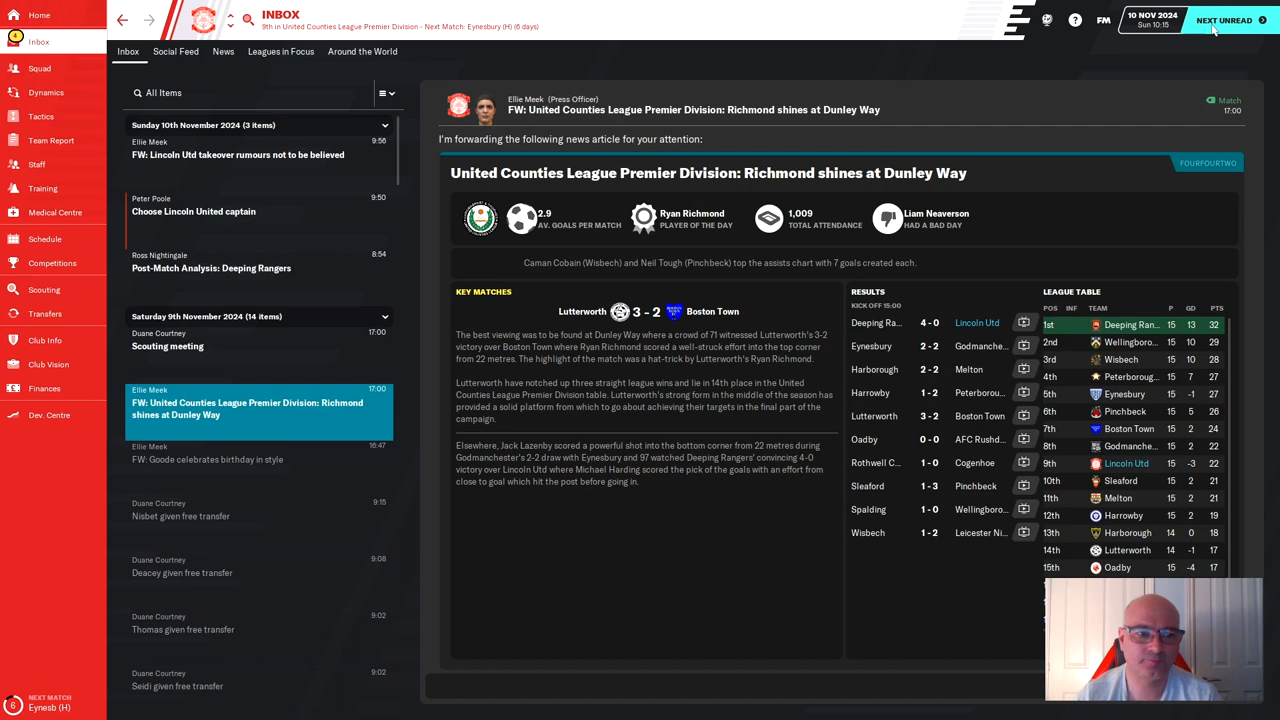 Home
Inbox
4
Squad
Dynamics
Tactics
Team Report
Staff
Training
Medical Centre
Schedule
Competitions
Scouting
Transfers
Club Info
Club Vision
Finances
Dev. Centre
6
NEXT MATCH
Eynesb (H)
INBOX
9th in United Counties League Premier Division - Next Match: Eynesbury (H) (6 days)
?
FM
10 NOV 2024
Sun 10:15
NEXT UNREAD
Inbox Social Feed News Leagues in Focus Around the World
All Items
Sunday 10th November 2024 (3 items)
Ellie Meek 9:56
FW: Lincoln Utd takeover rumours not to be believed
Peter Poole 9:50
Choose Lincoln United captain
Ross Nightingale 8:54
Post-Match Analysis: Deeping Rangers
Saturday 9th November 2024 (14 items)
Duane Courtney 17:00
Scouting meeting
Ellie Meek 17:00
FW: United Counties League Premier Division: Richmond
shines at Dunley Way
Ellie Meek 16:47
FW: Goode celebrates birthday in style
Duane Courtney 9:15
Nisbet given free transfer
Duane Courtney 9:08
Deacey given free transfer
Duane Courtney 9:02
Thomas given free transfer
Duane Courtney 9:02
Seidi given free transfer
Ellie Meek (Press Officer)
FW: United Counties League Premier Division: Richmond shines at Dunley Way
Match
17:00
I'm forwarding the following news article for your attention:
FOURFOURTWO
United Counties League Premier Division: Richmond shines at Dunley Way
2.9
AV. GOALS PER MATCH
Ryan Richmond
PLAYER OF THE DAY
1,009
TOTAL ATTENDANCE
Liam Neaverson
HAD A BAD DAY
Caman Cobain (Wisbech) and Neil Tough (Pinchbeck) top the assists chart with 7 goals created each.
KEY MATCHES
Lutterworth 3 - 2 Boston Town
The best viewing was to be found at Dunley Way where a crowd of 71 witnessed Lutterworth's 3-
2 victory over Boston Town where Ryan Richmond scored a well-struck effort into the top corner
from 22 metres. The highlight of the match was a hat-trick by Lutterworth's Ryan Richmond.
Lutterworth have notched up three straight league wins and lie in 14th place in the United
Counties League Premier Division table. Lutterworth's strong form in the middle of the season has
provided a solid platform from which to go about achieving their targets in the final part of the
campaign.
Elsewhere, Jack Lazenby scored a powerful shot into the bottom corner from 22 metres during
Godmanchester's 2-2 draw with Eynesbury and 97 watched Deeping Rangers' convincing 4-0
victory over Lincoln Utd where Michael Harding scored the pick of the goals with an effort from
close to goal which hit the post before going in.
RESULTS
KICK OFF 15:00
Deeping Ra... 4 - 0 Lincoln Utd
Eynesbury 2 - 2 Godmanche...
Harborough 2 - 2 Melton
Harrowby 1 - 2 Peterborou...
Lutterworth 3 - 2 Boston Town
Oadby 0 - 0 AFC Rushd...
Rothwell C... 1 - 0 Cogenhoe
Sleaford 1 - 3 Pinchbeck
Spalding 1 - 0 Wellingboro...
Wisbech 1 - 2 Leicester Ni...
LEAGUE TABLE
POS INF TEAM P GD PTS
1st Deeping Ran... 15 13 32
2nd Wellingboro... 15 10 29
3rd Wisbech 15 10 28
4th Peterboroug... 15 7 27
5th Eynesbury 15 -1 27
6th Pinchbeck 15 5 26
7th Boston Town 15 2 24
8th Godmanche... 15 2 22
9th Lincoln Utd 15 -3 22
10th Sleaford 15 2 21
11th Melton 15 2 21
12th Harrowby 15 2 19
13th Harborough 14 0 18
14th Lutterworth 14 -1 17
15th Oadby 15 -4 17